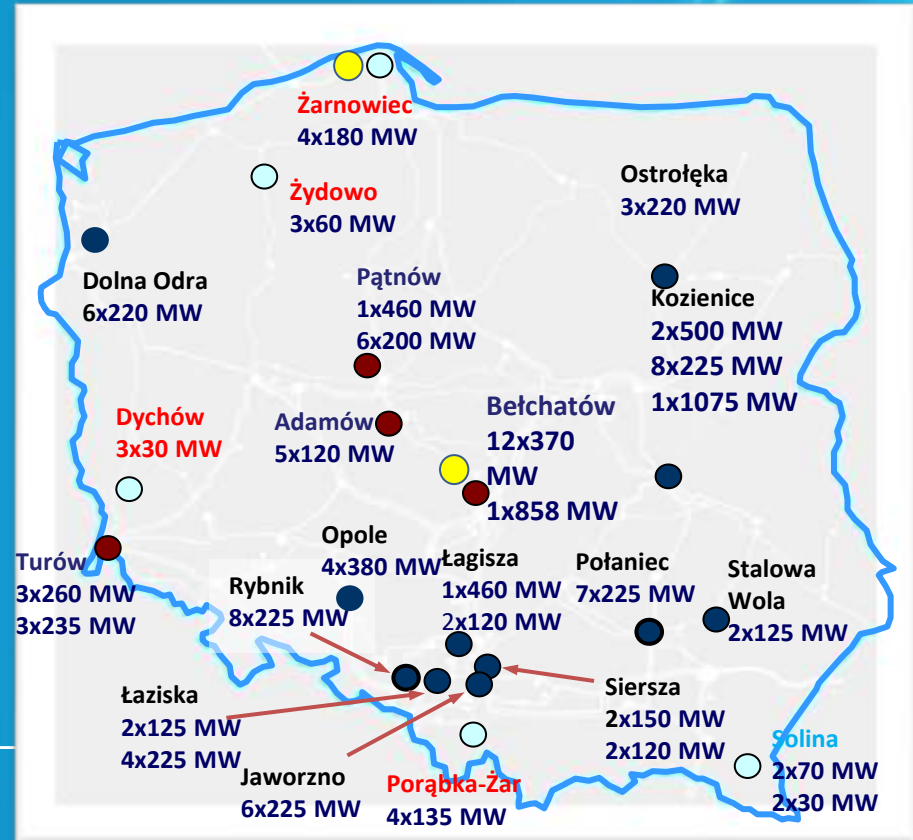 Żarnowiec
4x180 MW
Żydowo
3x60 MW
Ostrołęka
3x220 MW
Dolna Odra
6x220 MW
Pątnów
1x460 MW
6x200 MW
Kozienice
2x500 MW
8x225 MW
1x1075 MW
Dychów
3x30 MW
Adamów
5x120 MW
Bełchatów
12x370
MW
1x858 MW
Turów
3x260 MW
3x235 MW
Opole
4x380 MW
Rybnik
8x225 MW
Łagisza
1x460 MW
2x120 MW
Połaniec
7x225 MW
Stalowa
Wola
2x125 MW
Łaziska
2x125 MW
4x225 MW
Siersza
2x150 MW
2x120 MW
Jaworzno
6x225 MW
Porąbka-Żar
4x135 MW
Solina
2x70 MW
2x30 MW